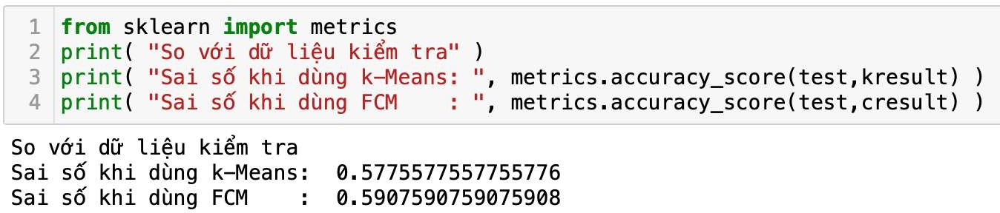 1 from sklearn import metrics
2 print( "So với dữ liệu kiểm tra" )
3 print( "Sai số khi dùng k-Means: ", metrics.accuracy_score(test,kresult) )
4 print( "Sai số khi dùng FCM    : ", metrics.accuracy_score(test,cresult) )
So với dữ liệu kiểm tra
Sai số khi dùng k-Means:  0.5775577557755776
Sai số khi dùng FCM    :  0.5907590759075908